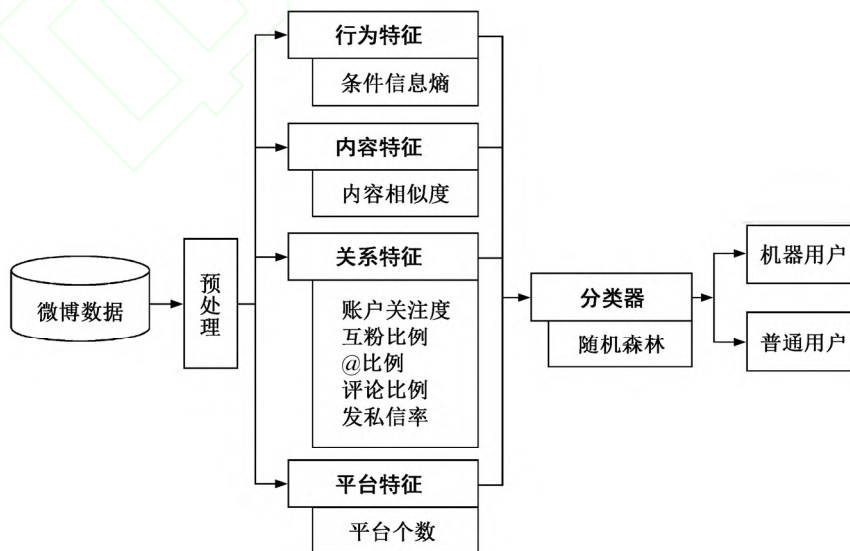 微博数据
预处理
行为特征
条件信息熵
内容特征
内容相似度
关系特征
账户关注度
互粉比例
@比例
评论比例
发私信率
平台特征
平台个数
分类器
随机森林
机器用户
普通用户